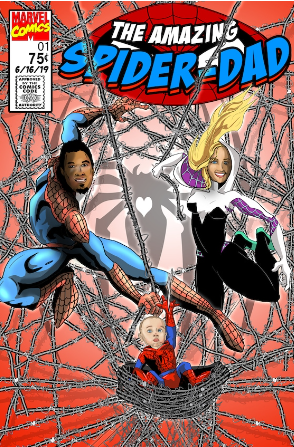 MARVEL
COMICS
01
75¢
6/16/19
APPROVED
BY THE
COMICS
CODE
AUTHORITY
THE AMAZING
SPIDER-DAD